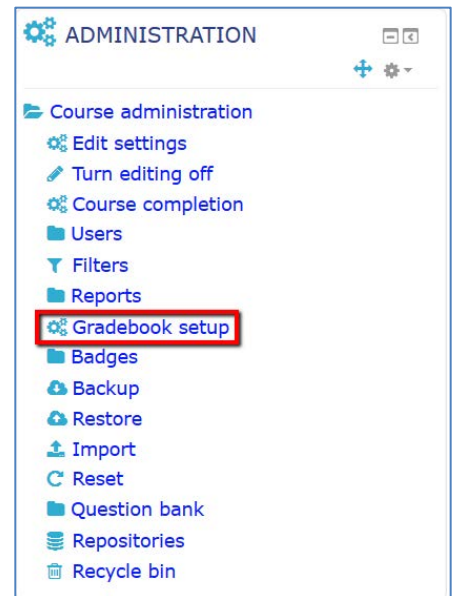 ADMINISTRATION
Course administration
Edit settings
Turn editing off
Course completion
Users
Filters
Reports
Gradebook setup
Badges
Backup
Restore
Import
Reset
Question bank
Repositories
Recycle bin